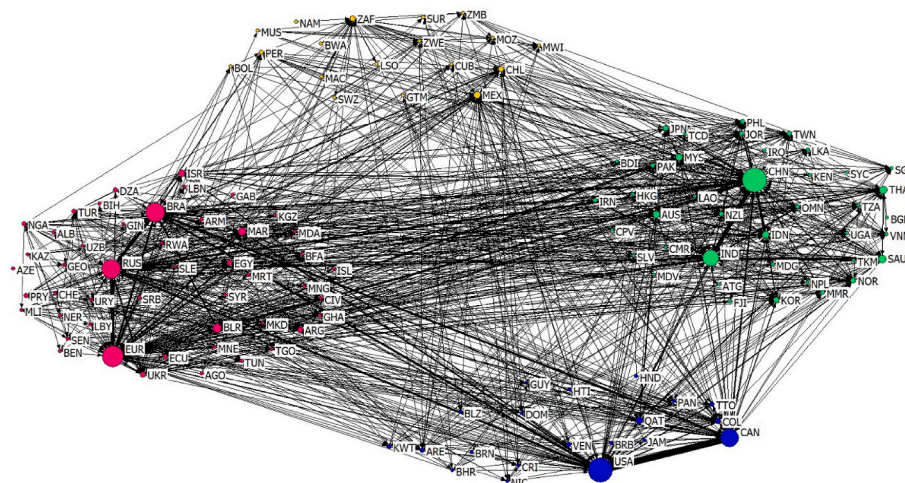 NAM
ZAF
SUR
ZMB
MUS
BWA
ZWE
MOZ
MWI
PER
LSO
CUB
CHL
BOL
MAC
SWZ
GTM
MEX
PHL
JPN
TCD
JOR
TWN
IRQ
LKA
MYS
BDI
PAK
CHN
KEN
SYC
THA
IRN
HKG
LAO
OMN
TZA
AUS
NZL
CPV
IDN
UGA
VNM
CMR
SLV
IND
MDG
TKM
SAU
MDV
ATG
NPL
NOR
FJI
KOR
MMR
ISR
LBN
DZA
GAB
BIH
BRA
TUR
NGA
GIN
ARM
KGZ
ALB
MAR
MDA
UZB
RWA
KAZ
EGY
BFA
GEO
RUS
SLE
ISL
AZE
MRT
MNG
PRY
CHE
URY
SRB
SYR
CIV
MLI
NER
LBY
GHA
BLR
MKD
ARG
SEN
BEN
EUR
ECU
MNE
TUN
TGO
UKR
AGO
HND
GUY
HTI
PAN
TTO
BLZ
DOM
QAT
COL
CAN
KWT
ARE
BRN
VEN
BRB
JAM
BHR
CRI
USA